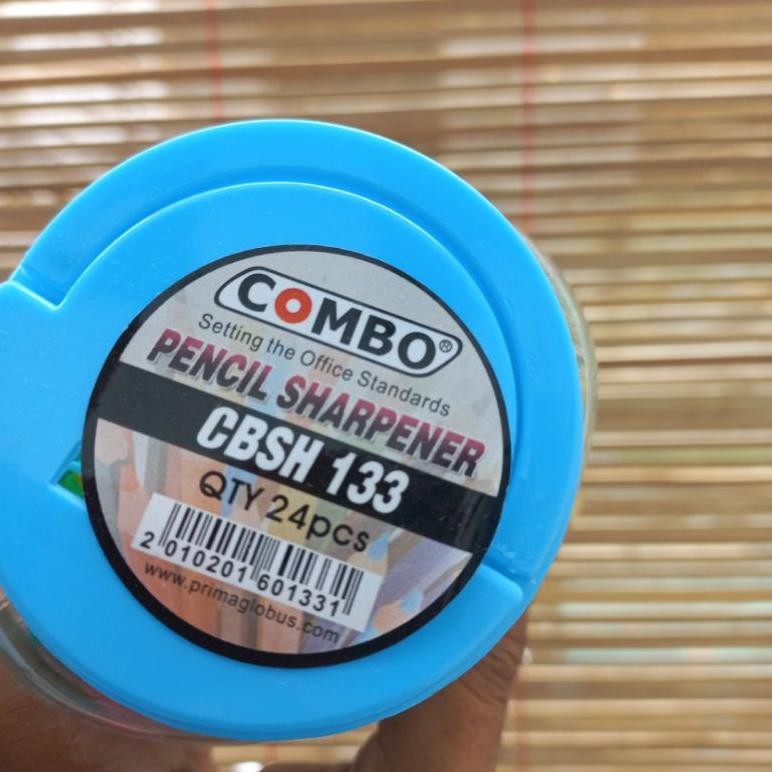 COMBO®
Setting the Office Standards
PENCIL SHARPENER
CBSH 133
QTY 24pcs
2 010201 601331
www.primaglobus.com